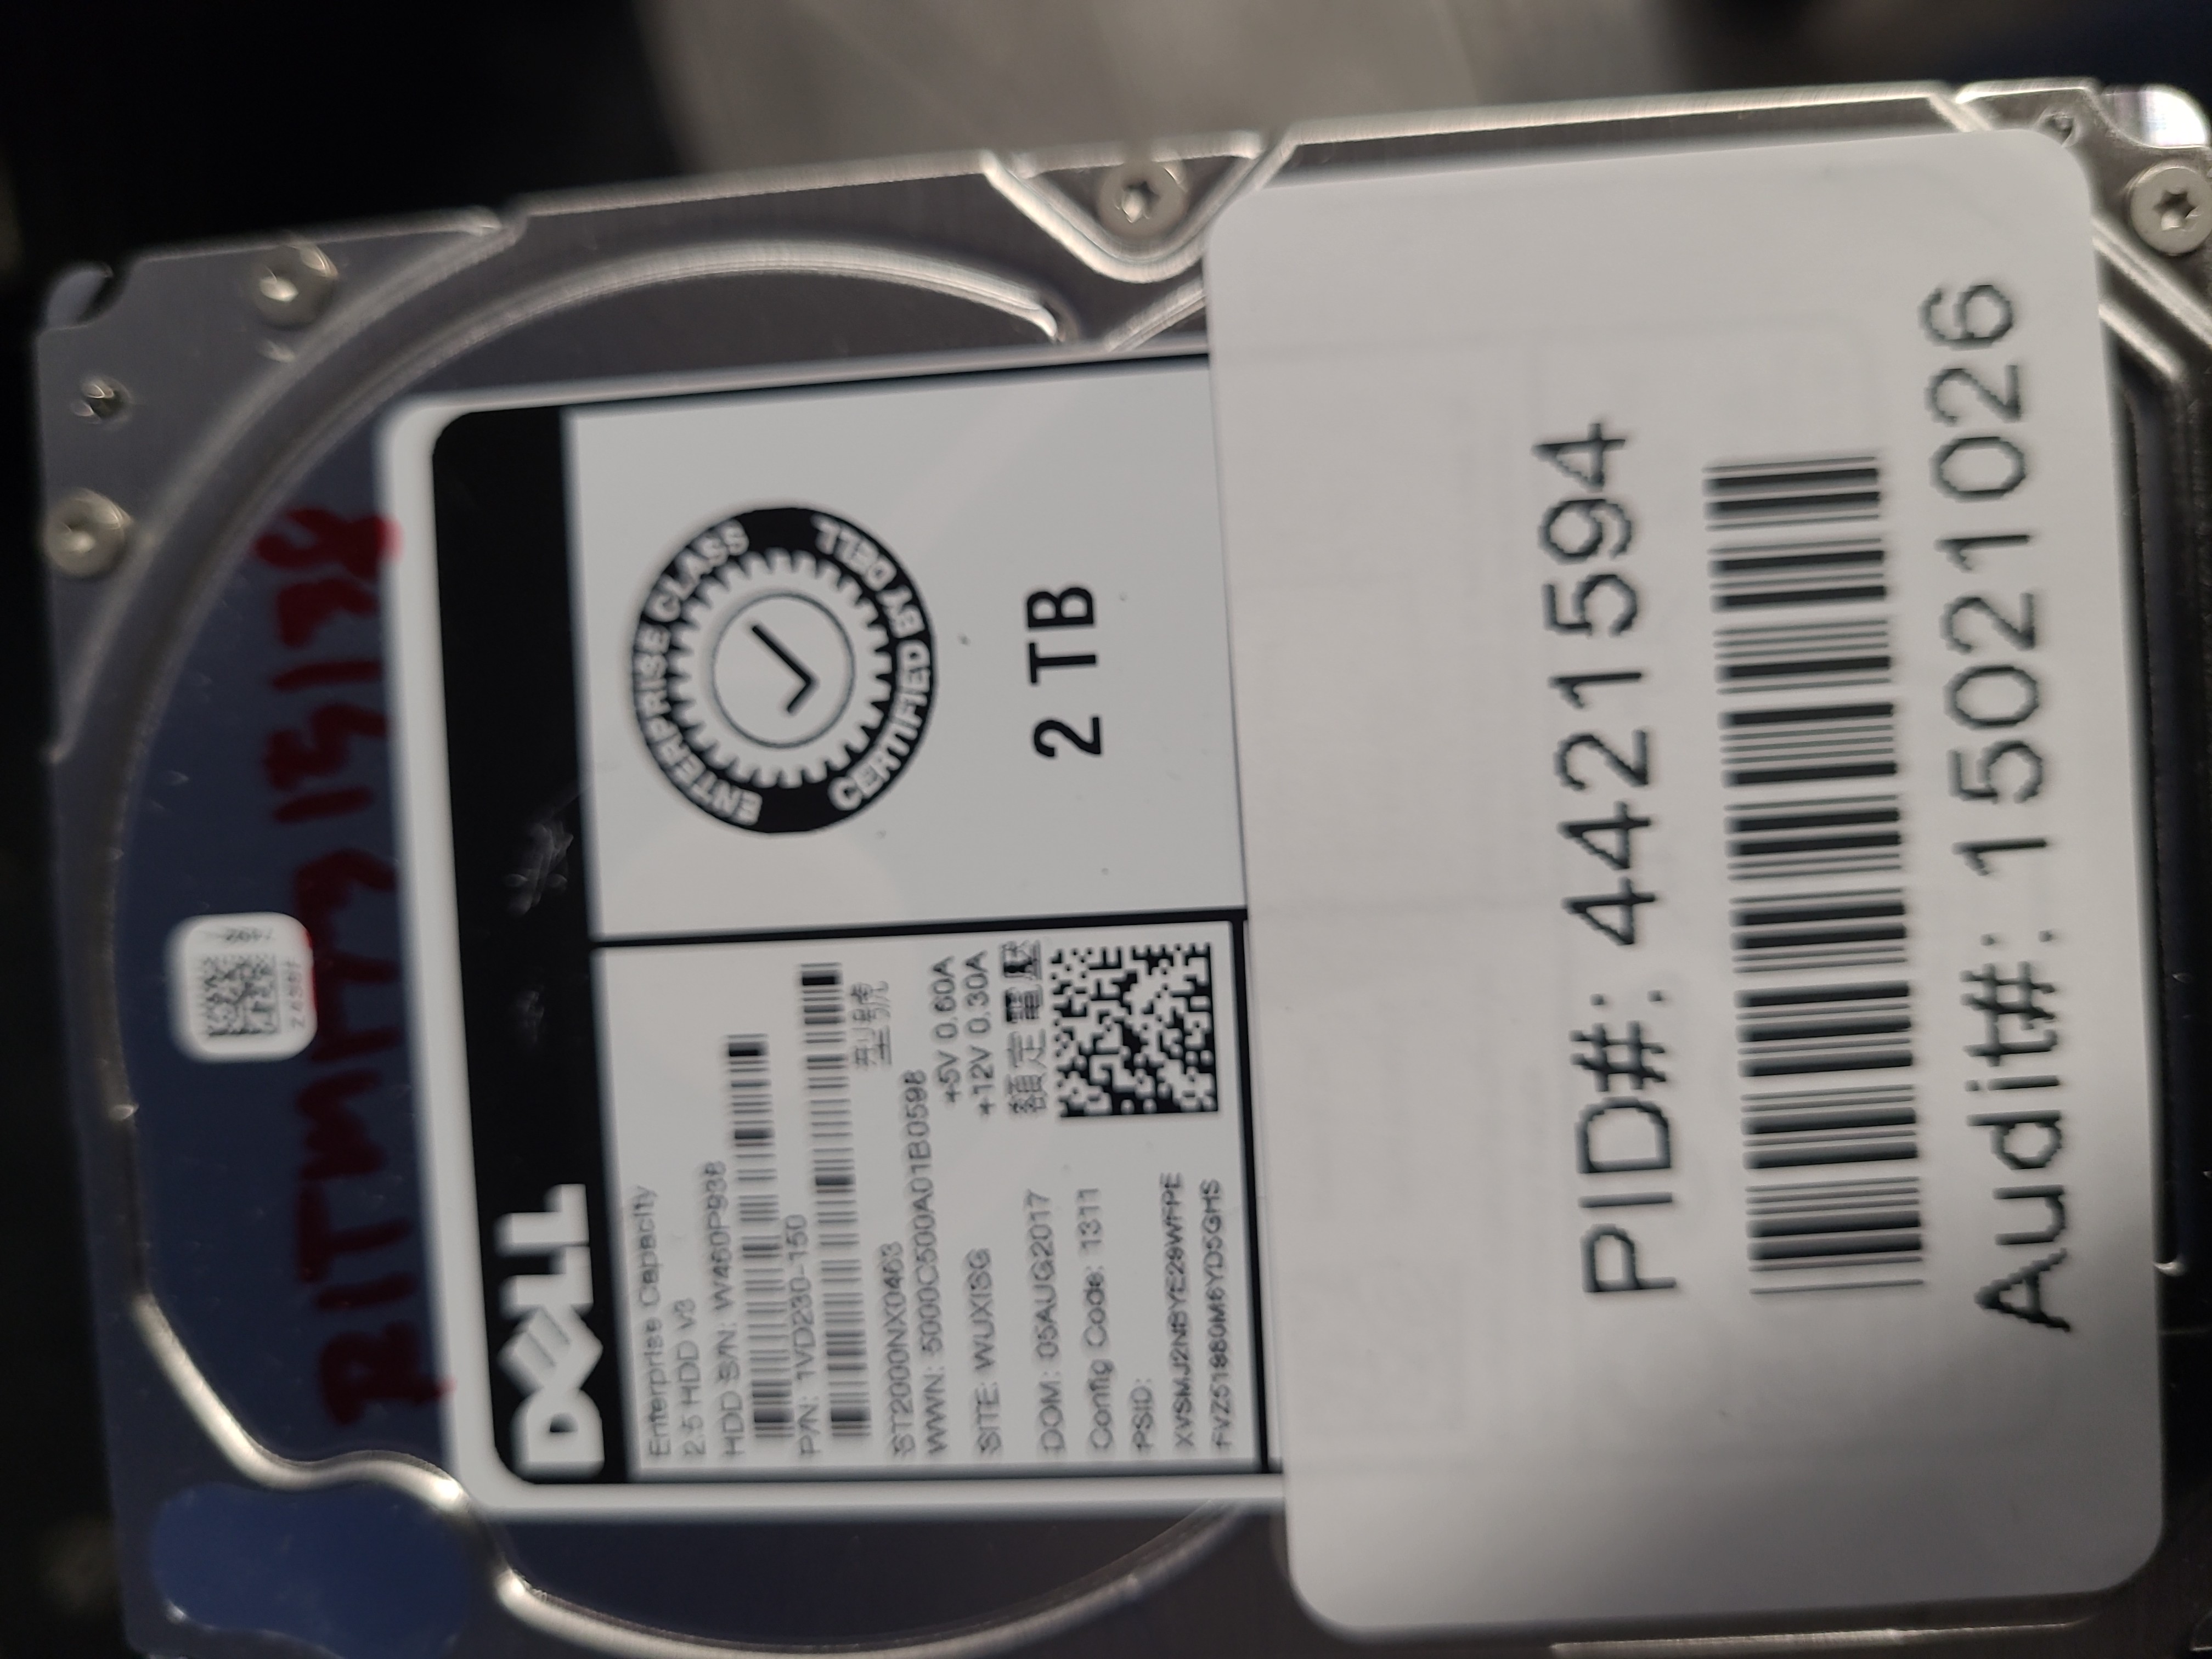 RITM17315138
DELL
Enterprise Capacity
2.5 HDD v3
HDD S/N: W460P938
P/N: 1VD230-150
型號
ST2000NX0463
WWN: 5000C500A01B0598
+5V 0.60A
SITE: WUXISG
+12V 0.30A
額定電壓
DOM: 05AUG2017
Config Code: 1311
PSID:
XVSMJ2NBYE29WFPE
ENTERPRISE CLASS
CERTIFIED BY DELL
2 TB
PID#: 4421594
Audit#: 15021026